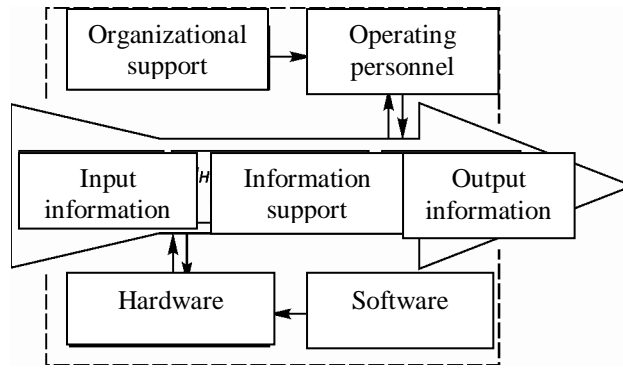 Organizational
support
Operating
personnel
Input
information
н
Information
support
Output
information
Hardware
Software